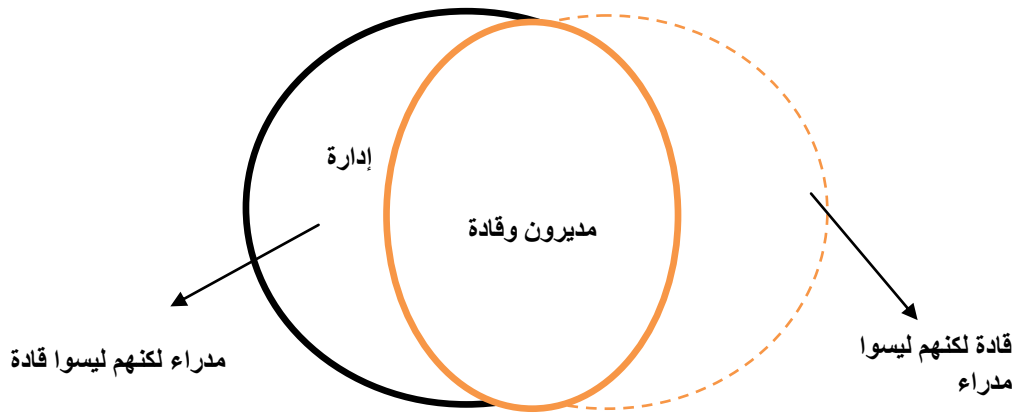 إدارة
مديرون وقادة
قادة لكنهم ليسوا
مدراء
مدراء لكنهم ليسوا قادة